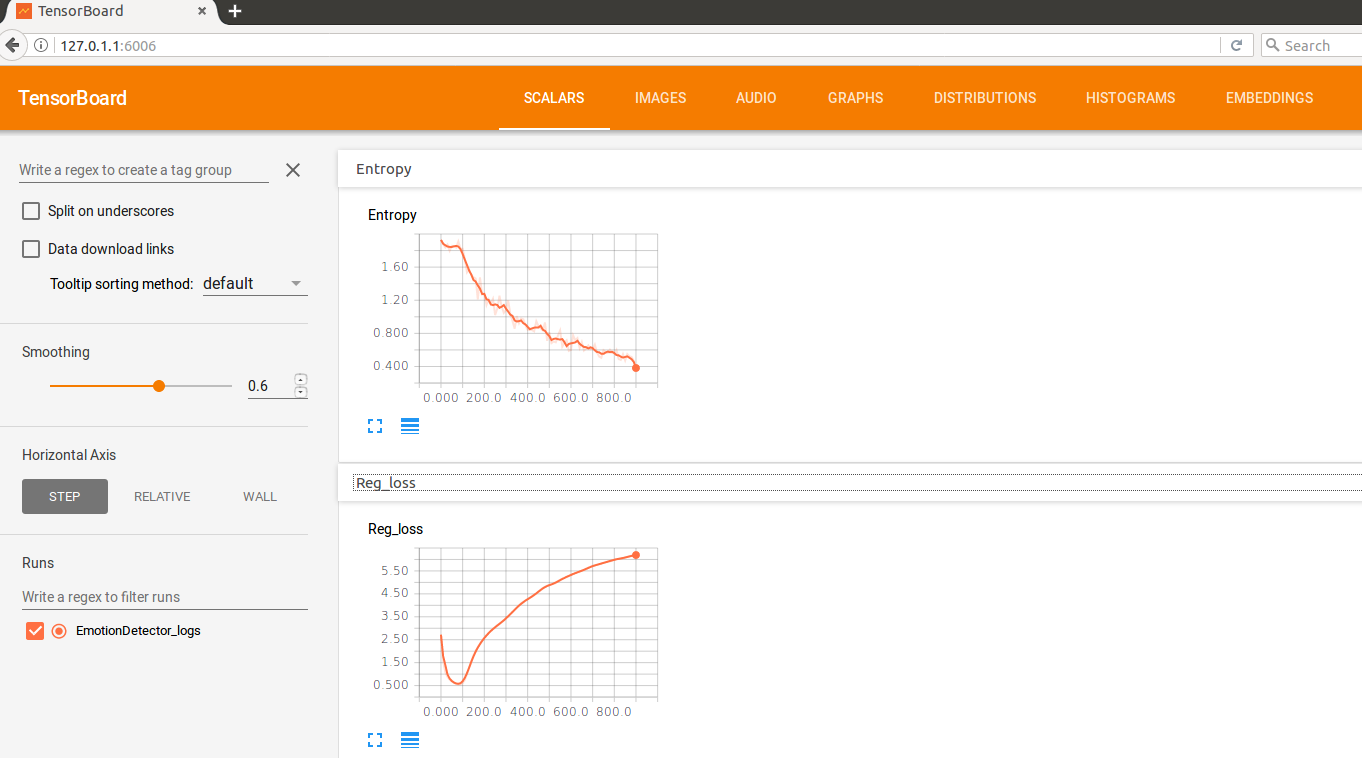 TensorBoard
127.0.1.1:6006
Search
TensorBoard
SCALARS IMAGES AUDIO GRAPHS DISTRIBUTIONS HISTOGRAMS EMBEDDINGS
Write a regex to create a tag group
Split on underscores
Data download links
Tooltip sorting method: default
Smoothing
0.6
Horizontal Axis
STEP RELATIVE WALL
Runs
Write a regex to filter runs
EmotionDetector_logs
Entropy
Entropy
1.60
1.20
0.800
0.400
0.000 200.0 400.0 600.0 800.0
Reg_loss
Reg_loss
5.50
4.50
3.50
2.50
1.50
0.500
0.000 200.0 400.0 600.0 800.0